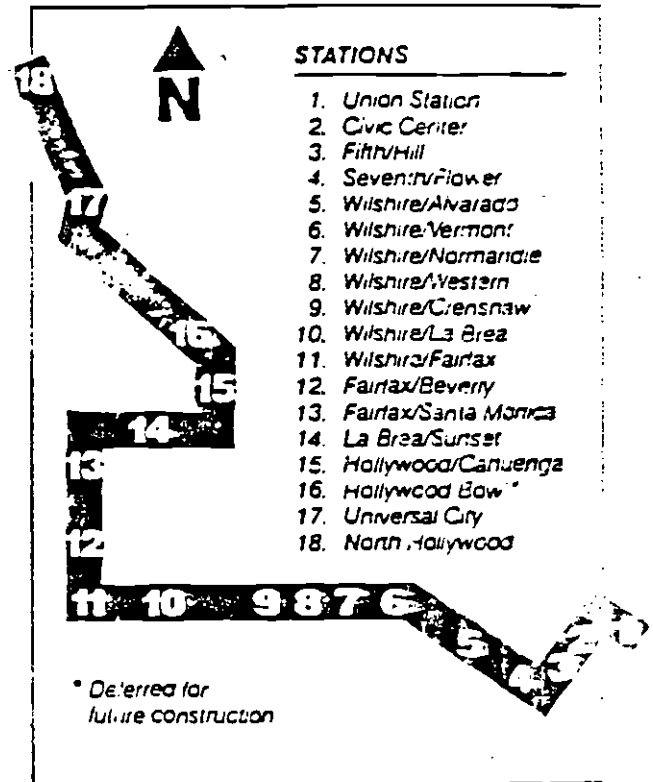 N
STATIONS
1. Union Station
2. Civic Center
3. Fifth/Hill
4. Seventh/Flower
5. Wilshire/Alvarado
6. Wilshire/Vermont
7. Wilshire/Normandie
8. Wilshire/Western
9. Wilshire/Crenshaw
10. Wilshire/La Brea
11. Wilshire/Fairfax
12. Fairfax/Beverly
13. Fairfax/Santa Monica
14. La Brea/Sunset
15. Hollywood/Cahuenga
16. Hollywood Bowl *
17. Universal City
18. North Hollywood
18
17
16
15
14
13
12
11 10 9 8 7 6
5
4
3
* Deferred for
future construction